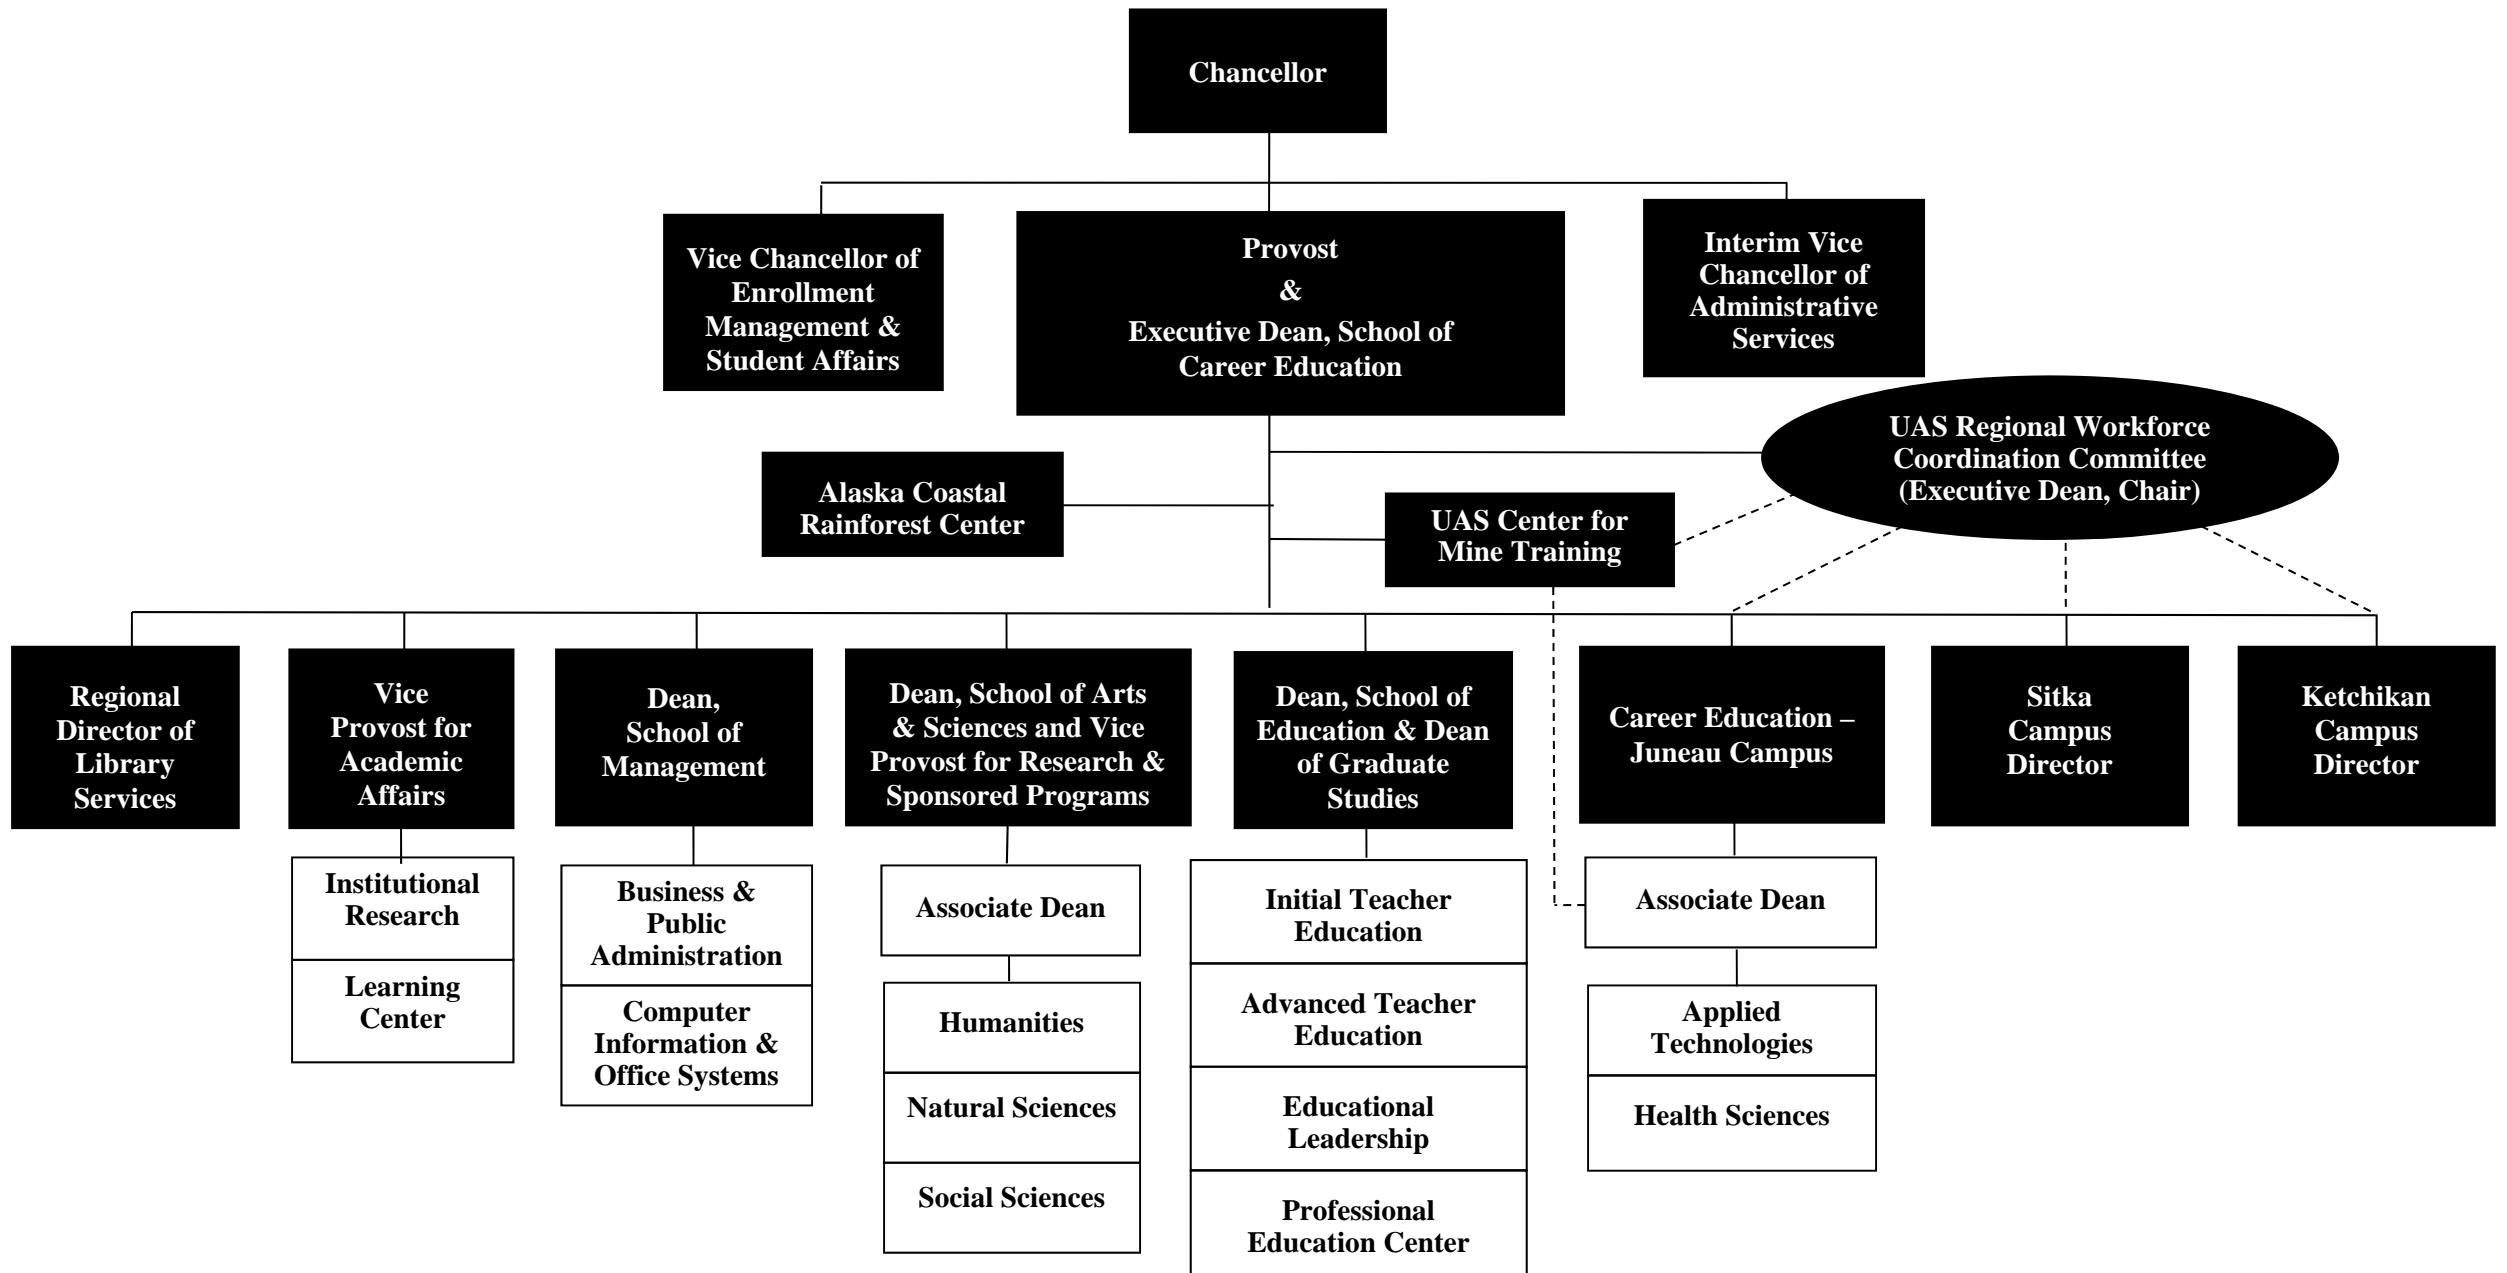 Chancellor
Vice Chancellor of
Enrollment
Management &
Student Affairs
Provost
&
Executive Dean, School of
Career Education
Interim Vice
Chancellor of
Administrative
Services
UAS Regional Workforce
Coordination Committee
(Executive Dean, Chair)
Alaska Coastal
Rainforest Center
UAS Center for
Mine Training
Regional
Director of
Library
Services
Vice
Provost for
Academic
Affairs
Dean,
School of
Management
Dean, School of Arts
& Sciences and Vice
Provost for Research &
Sponsored Programs
Dean, School of
Education & Dean
of Graduate
Studies
Career Education –
Juneau Campus
Sitka
Campus
Director
Ketchikan
Campus
Director
Institutional
Research
Learning
Center
Business &
Public
Administration
Computer
Information &
Office Systems
Associate Dean
Humanities
Natural Sciences
Social Sciences
Initial Teacher
Education
Advanced Teacher
Education
Educational
Leadership
Professional
Education Center
Associate Dean
Applied
Technologies
Health Sciences